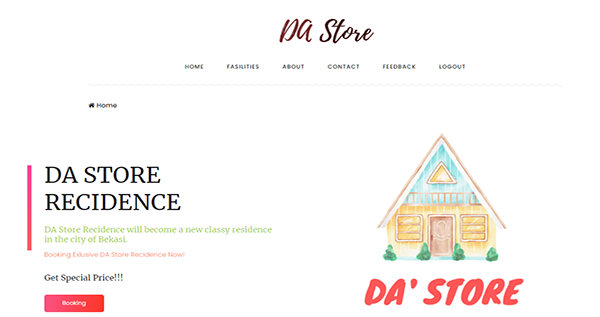 DA Store
HOME FASILITIES ABOUT CONTACT FEEDBACK LOGOUT
Home
DA STORE
RECIDENCE
DA Store Recidence will become a new classy residence
in the city of Bekasi.
Booking Exlusive DA Store Recidence Now!
Get Special Price!!!
Booking
DA' STORE